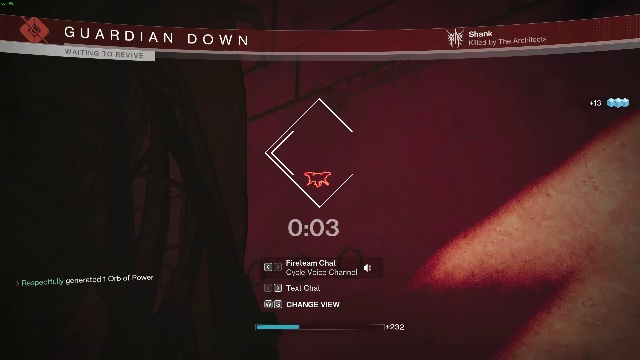 GUARDIAN DOWN
WAITING TO REVIVE
Shank
Killed by The Architects
+13
0:03
Fireteam Chat
Cycle Voice Channel
Respectfully generated 1 Orb of Power
Text Chat
CHANGE VIEW
+232